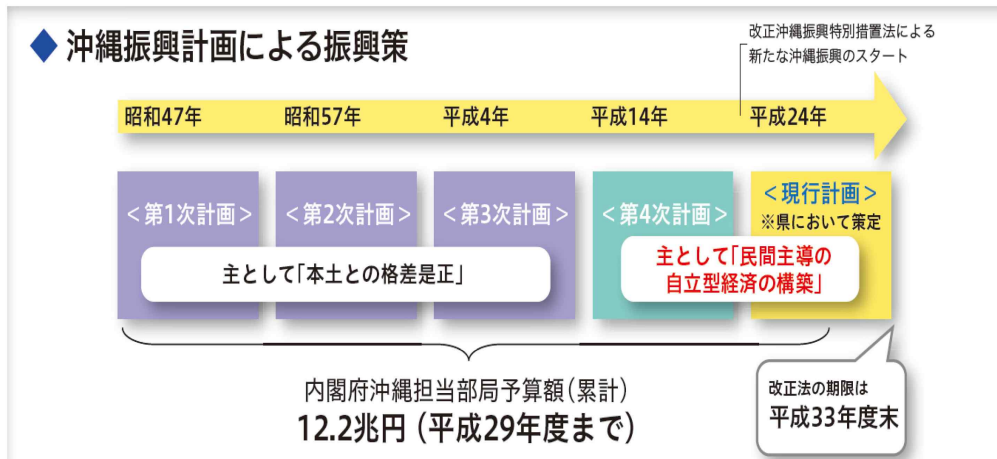 ◆ 沖縄振興計画による振興策
改正沖縄振興特別措置法による
新たな沖縄振興のスタート
昭和47年 昭和57年 平成4年 平成14年 平成24年
＜第1次計画＞ ＜第2次計画＞ ＜第3次計画＞ ＜第4次計画＞ ＜現行計画＞
※県において策定
主として「本土との格差是正」
主として「民間主導の
自立型経済の構築」
内閣府沖縄担当部局予算額（累計）
12.2兆円（平成29年度まで）
改正法の期限は
平成33年度末